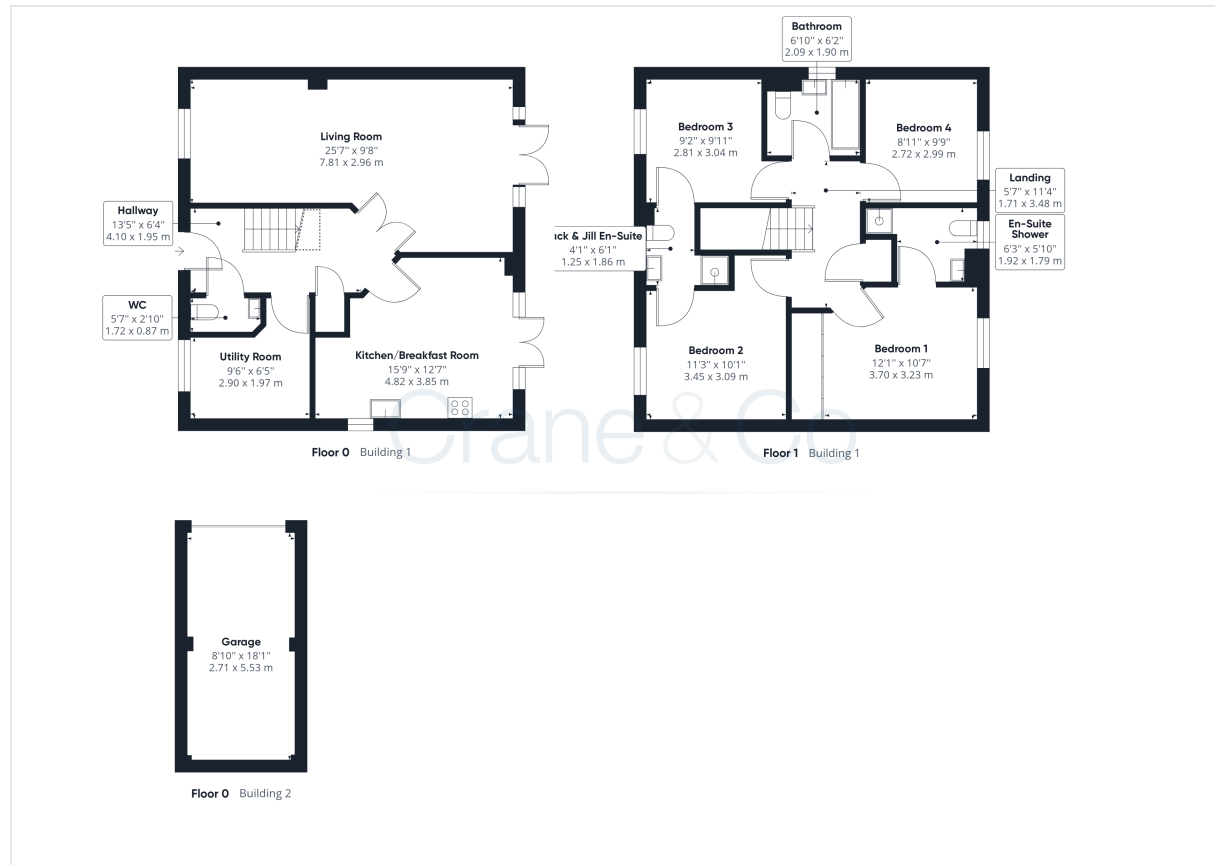 Bathroom
6'10" x 6'2"
2.09 x 1.90 m
Living Room
25'7" x 9'8"
7.81 x 2.96 m
Bedroom 3
9'2" x 9'11"
2.81 x 3.04 m
Bedroom 4
8'11" x 9'9"
2.72 x 2.99 m
Landing
5'7" x 11'4"
1.71 x 3.48 m
Hallway
13'5" x 6'4"
4.10 x 1.95 m
ck & Jill En-Suite
4'1" x 6'1"
1.25 x 1.86 m
En-Suite
Shower
6'3" x 5'10"
1.92 x 1.79 m
WC
5'7" x 2'10"
1.72 x 0.87 m
Utility Room
9'6" x 6'5"
2.90 x 1.97 m
Kitchen/Breakfast Room
15'9" x 12'7"
4.82 x 3.85 m
Bedroom 2
11'3" x 10'1"
3.45 x 3.09 m
Bedroom 1
12'1" x 10'7"
3.70 x 3.23 m
Crane & Co
Floor 0 Building 1
Floor 1 Building 1
Garage
8'10" x 18'1"
2.71 x 5.53 m
Floor 0 Building 2